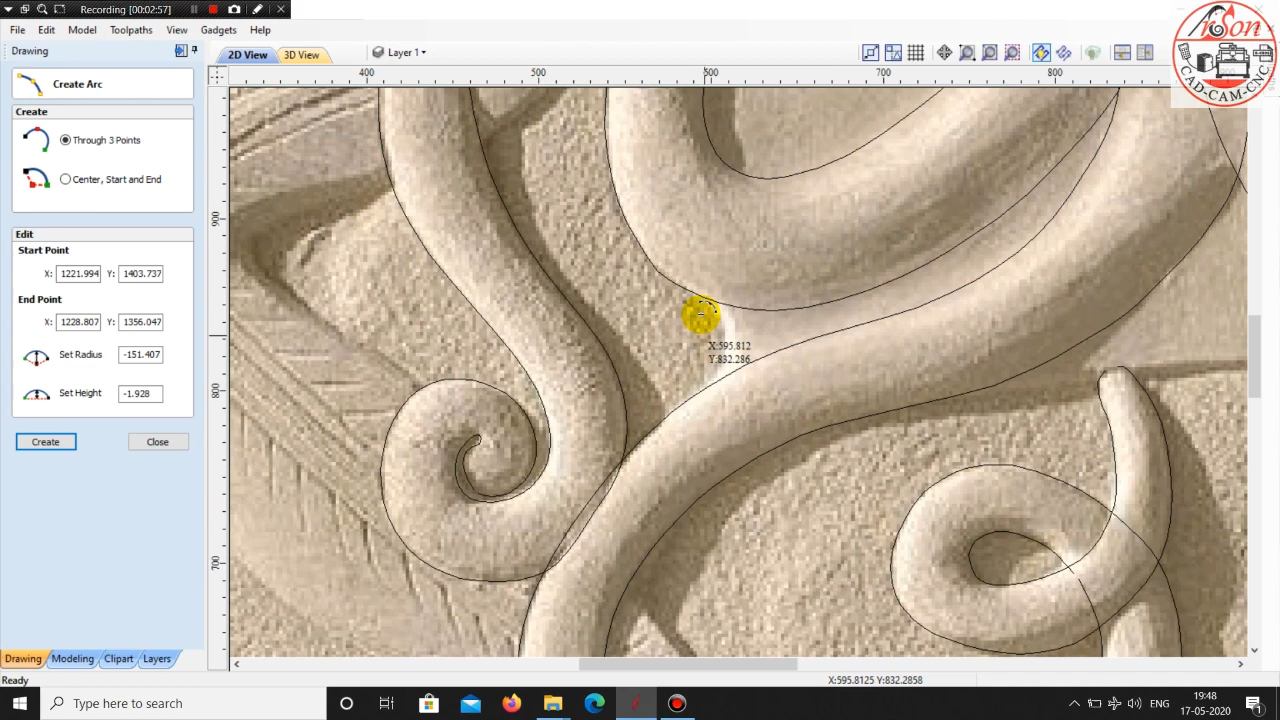 Recording [00:02:57]
File Edit Model Toolpaths View Gadgets Help
Drawing
2D View 3D View Layer 1
Create Arc
Create
Through 3 Points
Center, Start and End
Edit
Start Point
X: 1221.994 Y: 1403.737
End Point
X: 1228.807 Y: 1356.047
Set Radius -151.407
Set Height -1.928
Create Close
400 500 600 700 800
900
800
700
X:595.812
Y:832.286
CAD-CAM-CNC
Drawing Modeling Clipart Layers
Ready
X:595.8125 Y:832.2858
Type here to search
ENG
19:48
17-05-2020